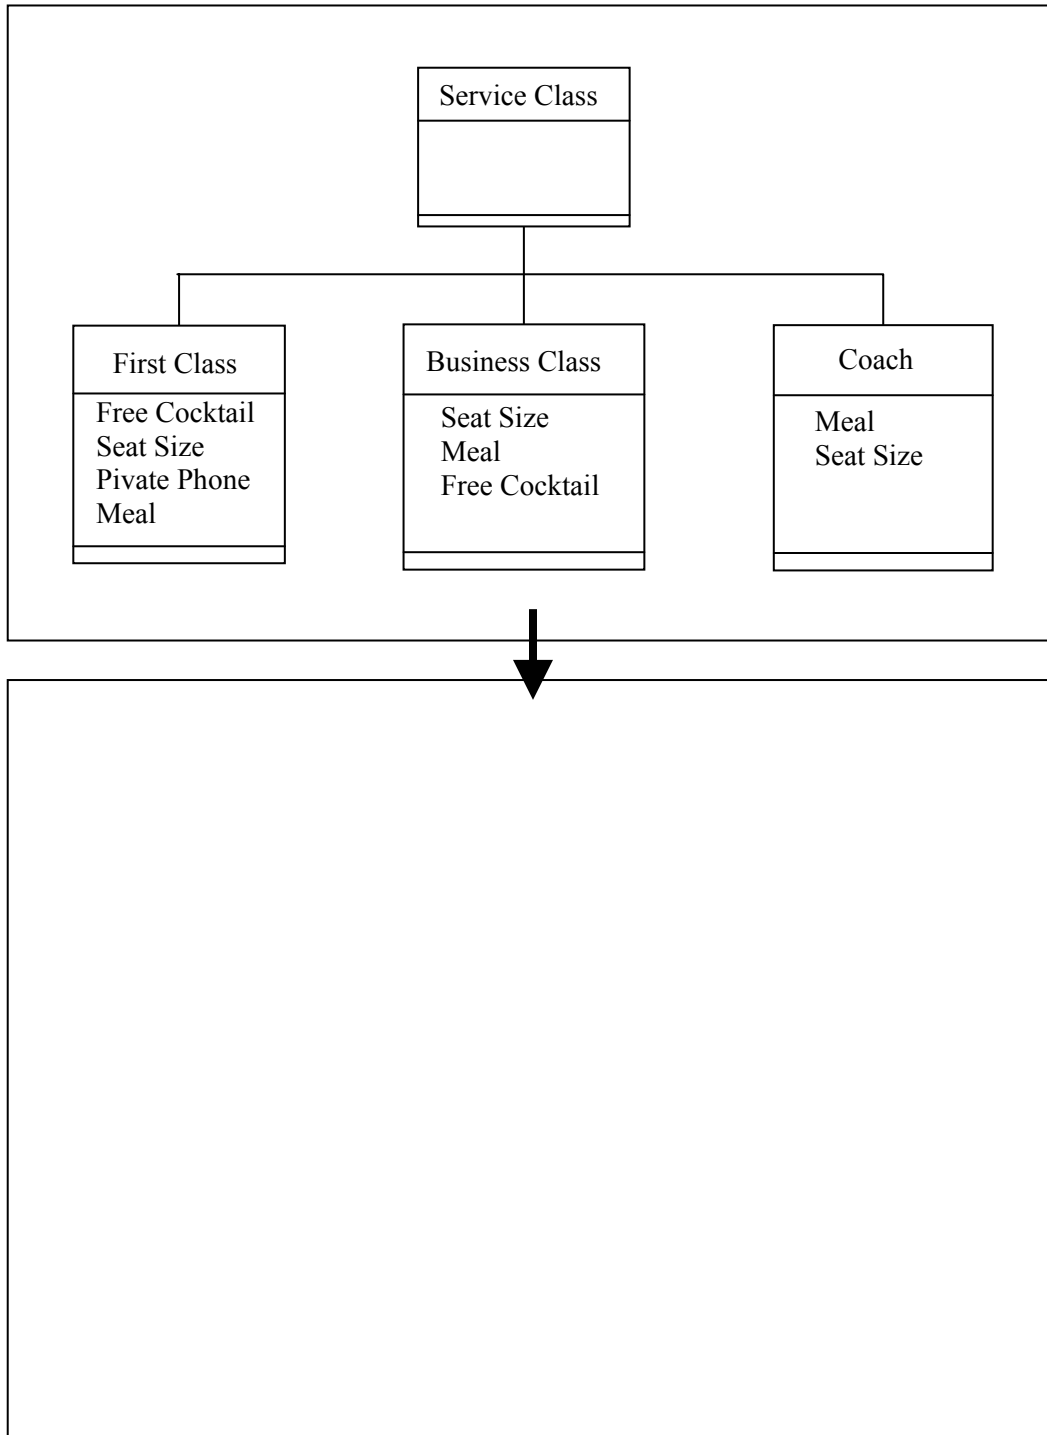 Service Class
First Class
Free Cocktail
Seat Size
Pivate Phone
Meal
Business Class
Seat Size
Meal
Free Cocktail
Coach
Meal
Seat Size